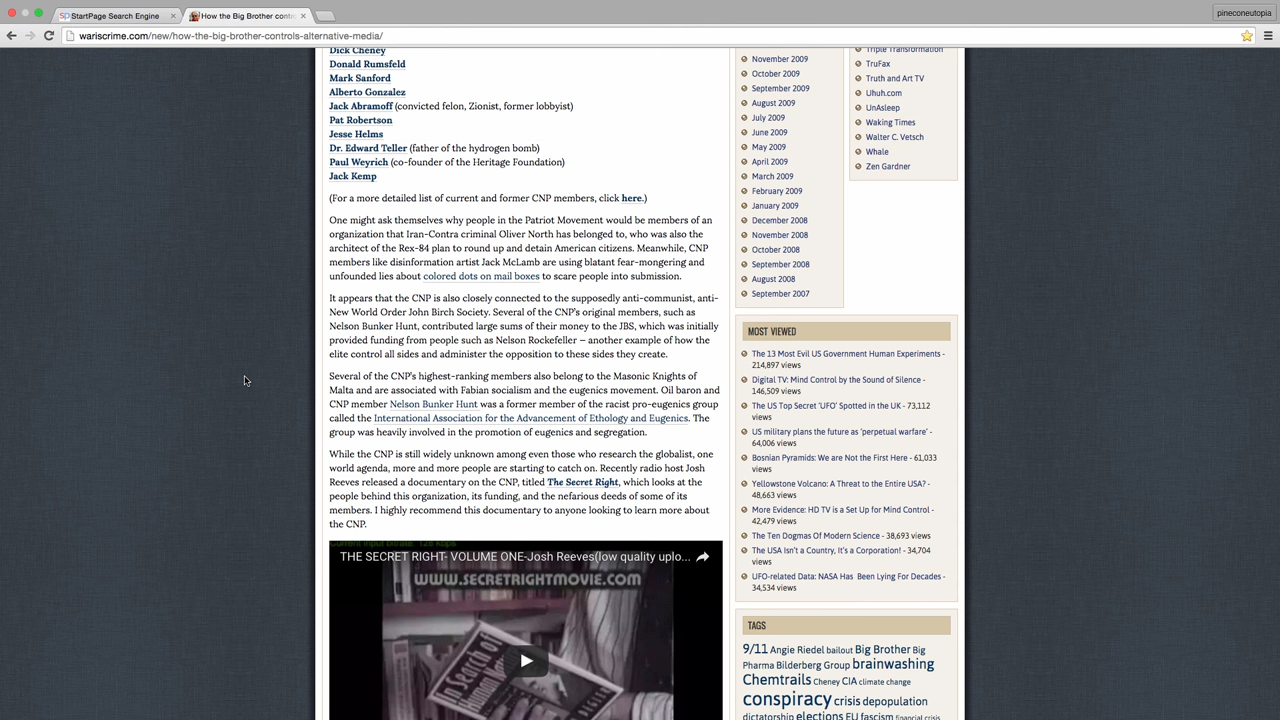 StartPage Search Engine
How the Big Brother contr
pineconeutopia
wariscrime.com/new/how-the-big-brother-controls-alternative-media/
Dick Cheney
Donald Rumsfeld
Mark Sanford
Alberto Gonzalez
Jack Abramoff (convicted felon, Zionist, former lobbyist)
Pat Robertson
Jesse Helms
Dr. Edward Teller (father of the hydrogen bomb)
Paul Weyrich (co-founder of the Heritage Foundation)
Jack Kemp
(For a more detailed list of current and former CNP members, click here.)
One might ask themselves why people in the Patriot Movement would be members of an
organization that Iran-Contra criminal Oliver North has belonged to, who was also the
architect of the Rex-84 plan to round up and detain American citizens. Meanwhile, CNP
members like disinformation artist Jack McLamb are using blatant fear-mongering and
unfounded lies about colored dots on mail boxes to scare people into submission.
It appears that the CNP is also closely connected to the supposedly anti-communist, anti-
New World Order John Birch Society. Several of the CNP's original members, such as
Nelson Bunker Hunt, contributed large sums of their money to the JBS, which was initially
provided funding from people such as Nelson Rockefeller – another example of how the
elite control all sides and administer the opposition to these sides they create.
Several of the CNP's highest-ranking members also belong to the Masonic Knights of
Malta and are associated with Fabian socialism and the eugenics movement. Oil baron and
CNP member Nelson Bunker Hunt was a former member of the racist pro-eugenics group
called the International Association for the Advancement of Ethology and Eugenics. The
group was heavily involved in the promotion of eugenics and segregation.
While the CNP is still widely unknown among even those who research the globalist, one
world agenda, more and more people are starting to catch on. Recently radio host Josh
Reeves released a documentary on the CNP, titled The Secret Right, which looks at the
people behind this organization, its funding, and the nefarious deeds of some of its
members. I highly recommend this documentary to anyone looking to learn more about
the CNP.
THE SECRET RIGHT- VOLUME ONE-Josh Reeves(low quality uplo...
WWW.SECRETRIGHTMOVIE.COM
November 2009
October 2009
September 2009
August 2009
July 2009
June 2009
May 2009
April 2009
March 2009
February 2009
January 2009
December 2008
November 2008
October 2008
September 2008
August 2008
September 2007
Triple Transformation
TruFax
Truth and Art TV
Uhuh.com
UnAsleep
Waking Times
Walter C. Vetsch
Whale
Zen Gardner
MOST VIEWED
The 13 Most Evil US Government Human Experiments -
214,897 views
Digital TV: Mind Control by the Sound of Silence -
146,509 views
The US Top Secret 'UFO' Spotted in the UK - 73,112
views
US military plans the future as 'perpetual warfare' -
64,006 views
Bosnian Pyramids: We are Not the First Here - 61,033
views
Yellowstone Volcano: A Threat to the Entire USA? -
48,663 views
More Evidence: HD TV is a Set Up for Mind Control -
42,479 views
The Ten Dogmas Of Modern Science - 38,693 views
The USA Isn't a Country, It's a Corporation! - 34,704
views
UFO-related Data: NASA Has Been Lying For Decades -
34,534 views
TAGS
9/11 Angie Riedel bailout Big Brother Big
Pharma Bilderberg Group brainwashing
Chemtrails Cheney CIA climate change
conspiracy crisis depopulation
dictatorship elections EU fascism financial crisis